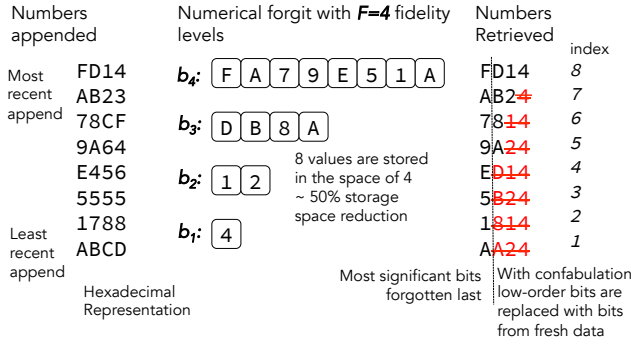 Numbers
appended
Most
recent
append
Least
recent
append
FD14
AB23
78CF
9A64
E456
5555
1788
ABCD
Hexadecimal
Representation
Numerical forgit with F=4 fidelity
levels
b4: F A 7 9 E 5 1 A
b3: D B 8 A
b2: 1 2
b1: 4
8 values are stored
in the space of 4
~ 50% storage
space reduction
Numbers
Retrieved
index
FD14 8
AB24 7
7814 6
9A24 5
ED14 4
5B24 3
1814 2
AA24 1
Most significant bits
forgotten last
With confabulation
low-order bits are
replaced with bits
from fresh data